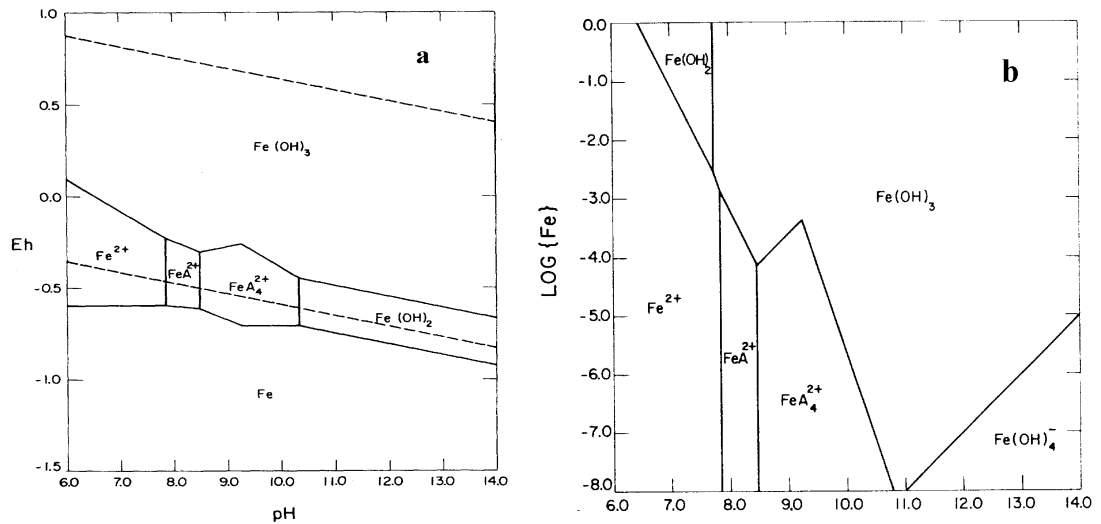 a
1.0
0.5
0.0
-0.5
-1.0
-1.5
Eh
Fe (OH)3
Fe2+
FeA2+
FeA42+
Fe (OH)2
Fe
6.0 7.0 8.0 9.0 10.0 11.0 12.0 13.0 14.0
pH
b
0.0
-1.0
-2.0
-3.0
-4.0
-5.0
-6.0
-7.0
-8.0
LOG {Fe}
Fe(OH)2
Fe(OH)3
Fe2+
FeA2+
FeA42+
Fe(OH)4-
6.0 7.0 8.0 9.0 10.0 11.0 12.0 13.0 14.0